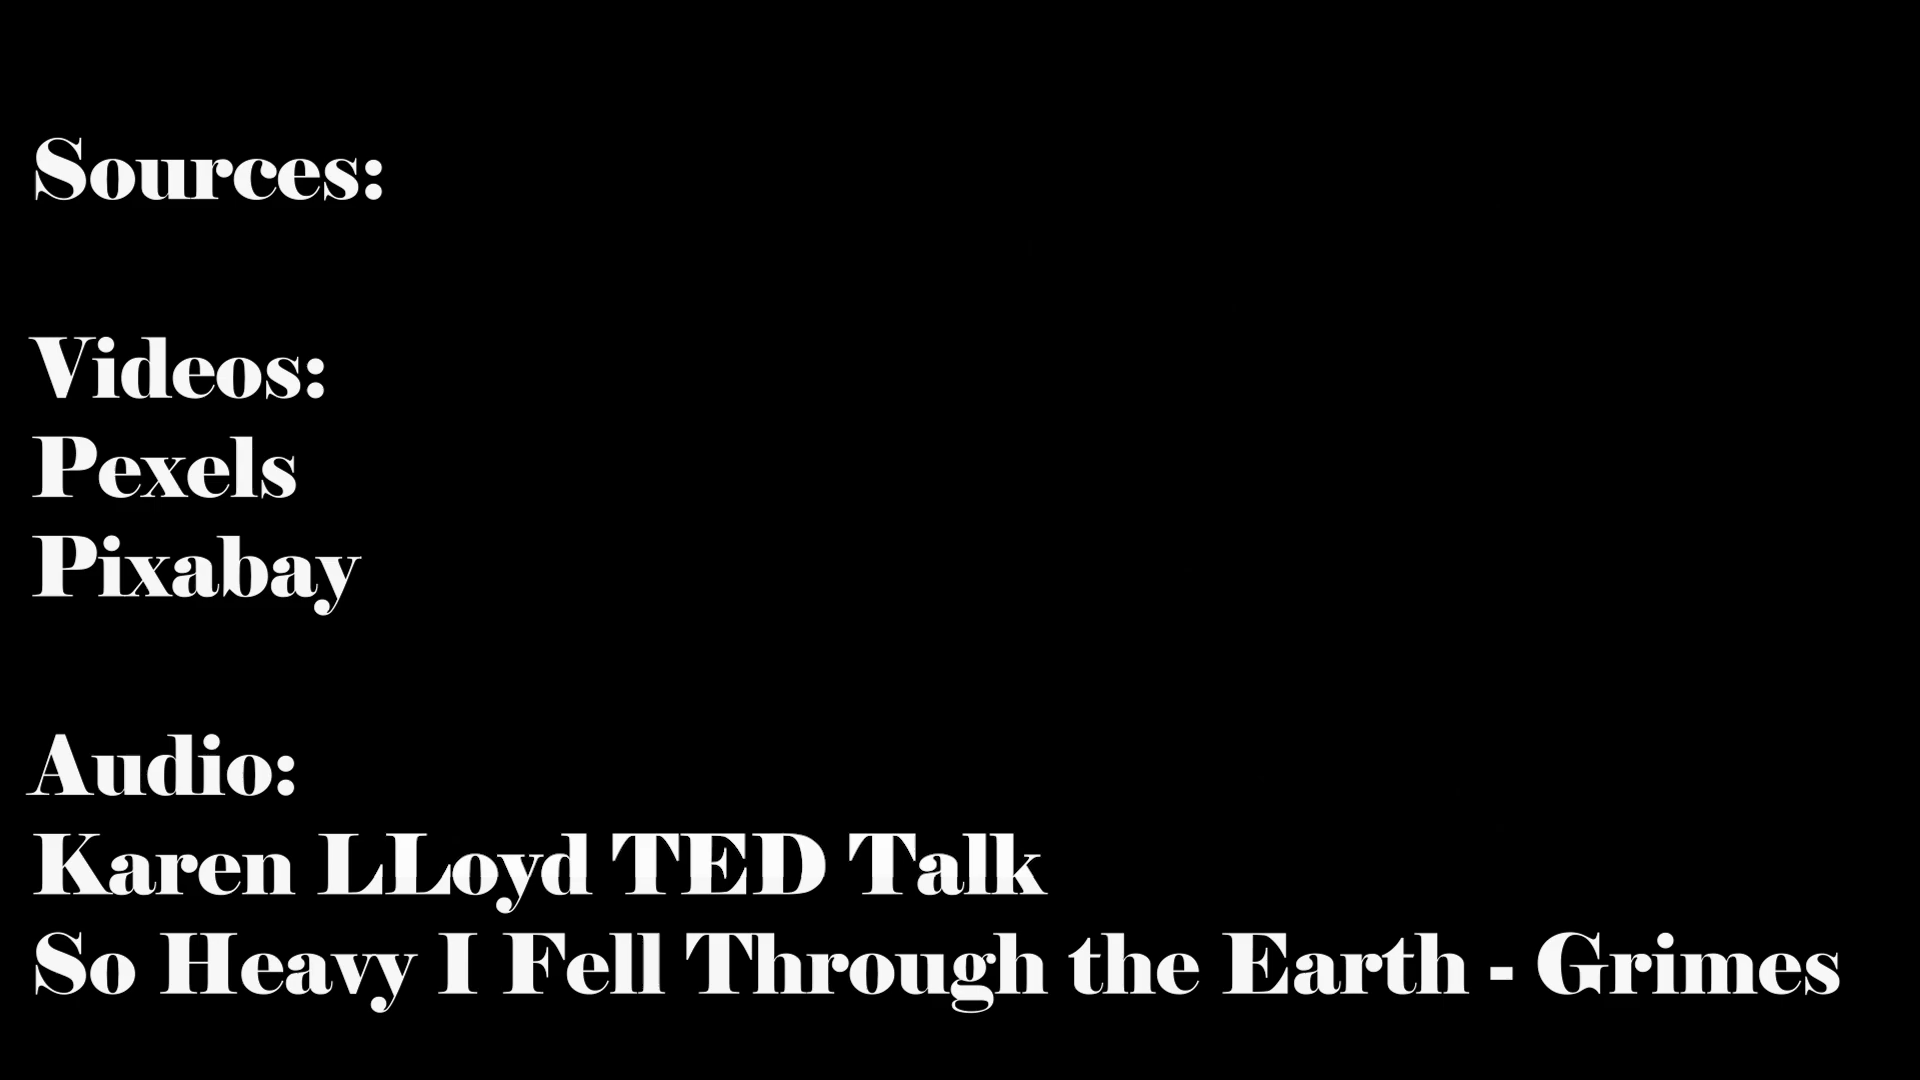 Sources:
Videos:
Pexels
Pixabay
Audio:
Karen LLoyd TED Talk
So Heavy I Fell Through the Earth - Grimes